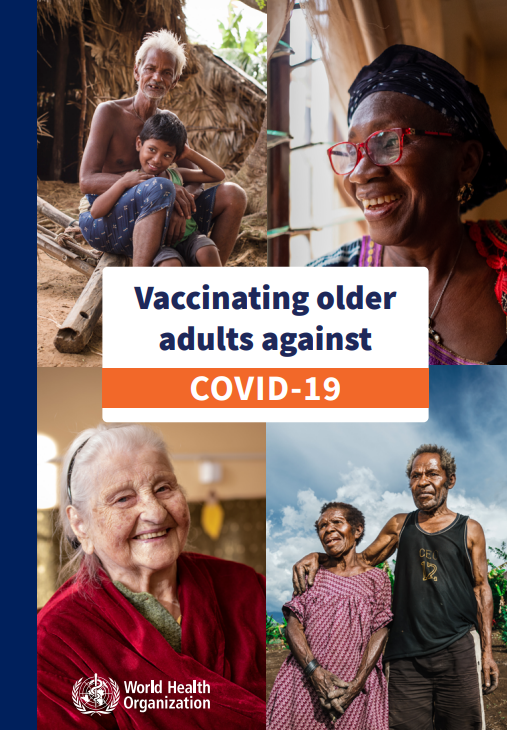 Vaccinating older
adults against
COVID-19
World Health
Organization